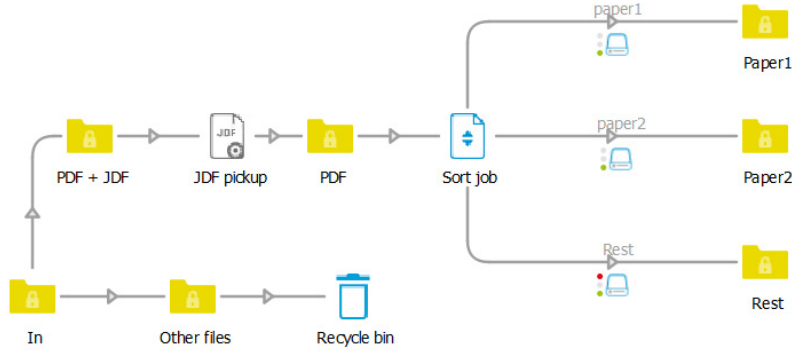 paper1
Paper1
JDF
paper2
PDF + JDF
JDF pickup
PDF
Sort job
Paper2
Rest
Rest
In
Other files
Recycle bin